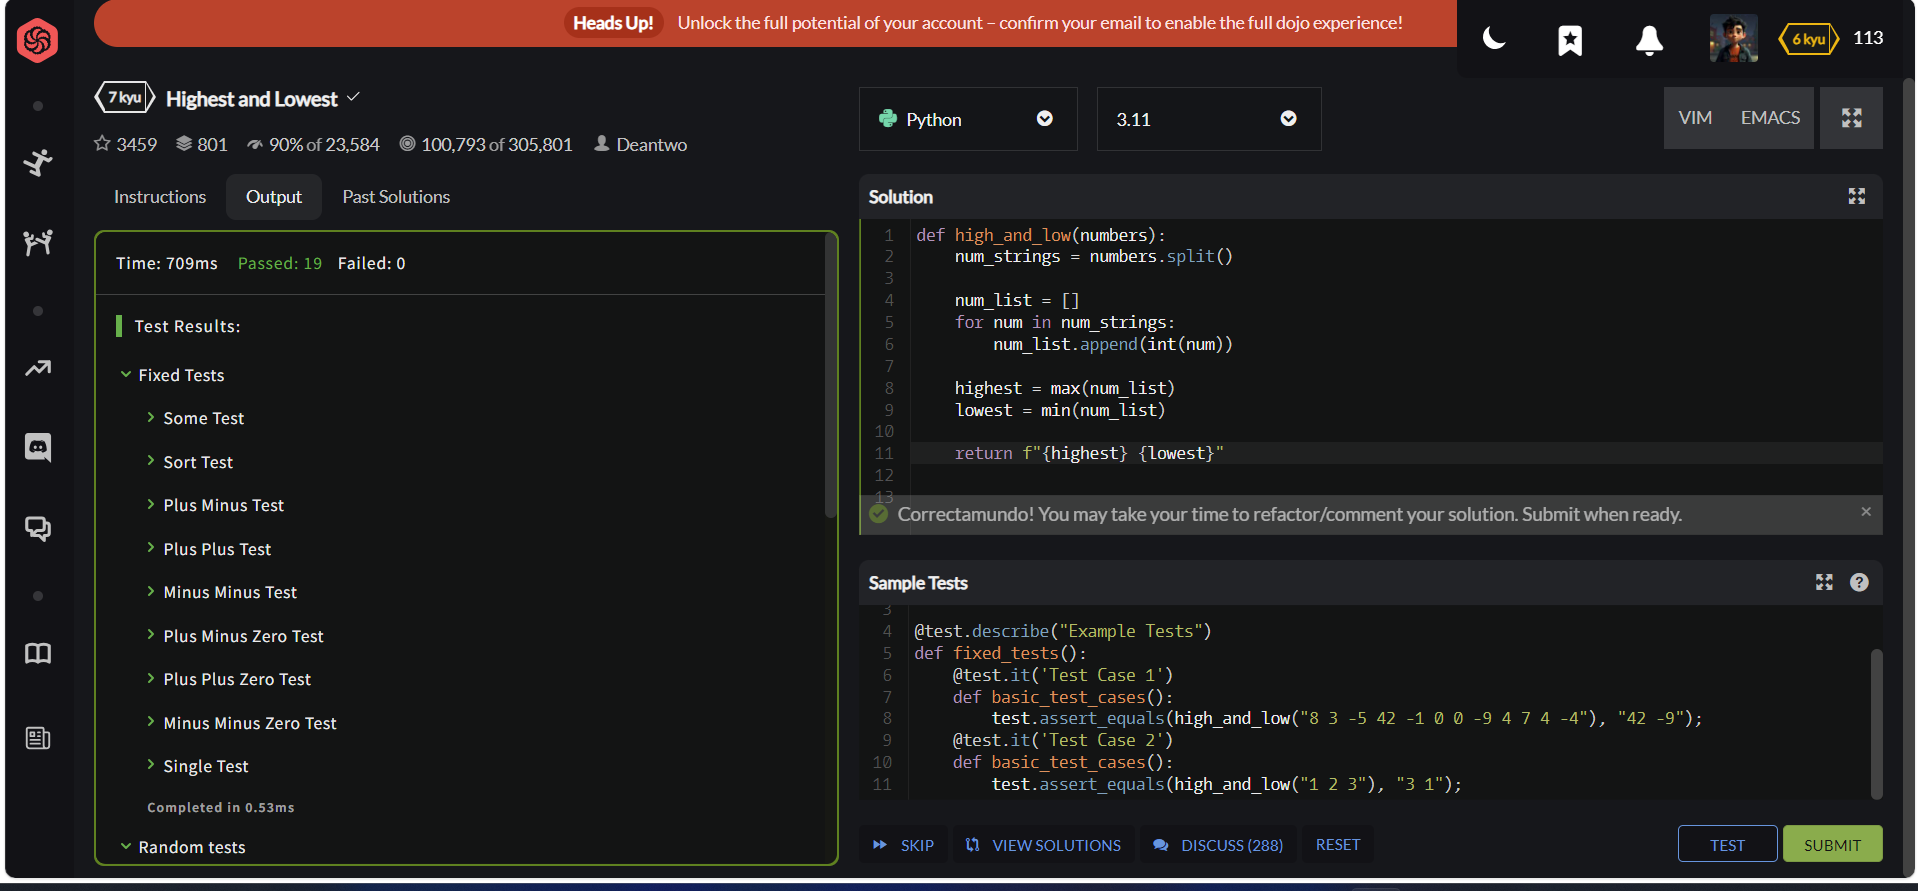 Heads Up! Unlock the full potential of your account – confirm your email to enable the full dojo experience!
6 kyu 113
7 kyu Highest and Lowest
3459 801 90% of 23,584 100,793 of 305,801 Deantwo
Instructions Output Past Solutions
Time: 709ms Passed: 19 Failed: 0
Test Results:
Fixed Tests
Some Test
Sort Test
Plus Minus Test
Plus Plus Test
Minus Minus Test
Plus Minus Zero Test
Plus Plus Zero Test
Minus Minus Zero Test
Single Test
Completed in 0.53ms
Random tests
Python 3.11 VIM EMACS
Solution
1 def high_and_low(numbers):
2     num_strings = numbers.split()
3
4     num_list = []
5     for num in num_strings:
6         num_list.append(int(num))
7
8     highest = max(num_list)
9     lowest = min(num_list)
10
11     return f"{highest} {lowest}"
12
13
Correctamundo! You may take your time to refactor/comment your solution. Submit when ready. ×
Sample Tests ?
3
4 @test.describe("Example Tests")
5 def fixed_tests():
6     @test.it('Test Case 1')
7     def basic_test_cases():
8         test.assert_equals(high_and_low("8 3 -5 42 -1 0 0 -9 4 7 4 -4"), "42 -9");
9     @test.it('Test Case 2')
10     def basic_test_cases():
11         test.assert_equals(high_and_low("1 2 3"), "3 1");
SKIP VIEW SOLUTIONS DISCUSS (288) RESET TEST SUBMIT